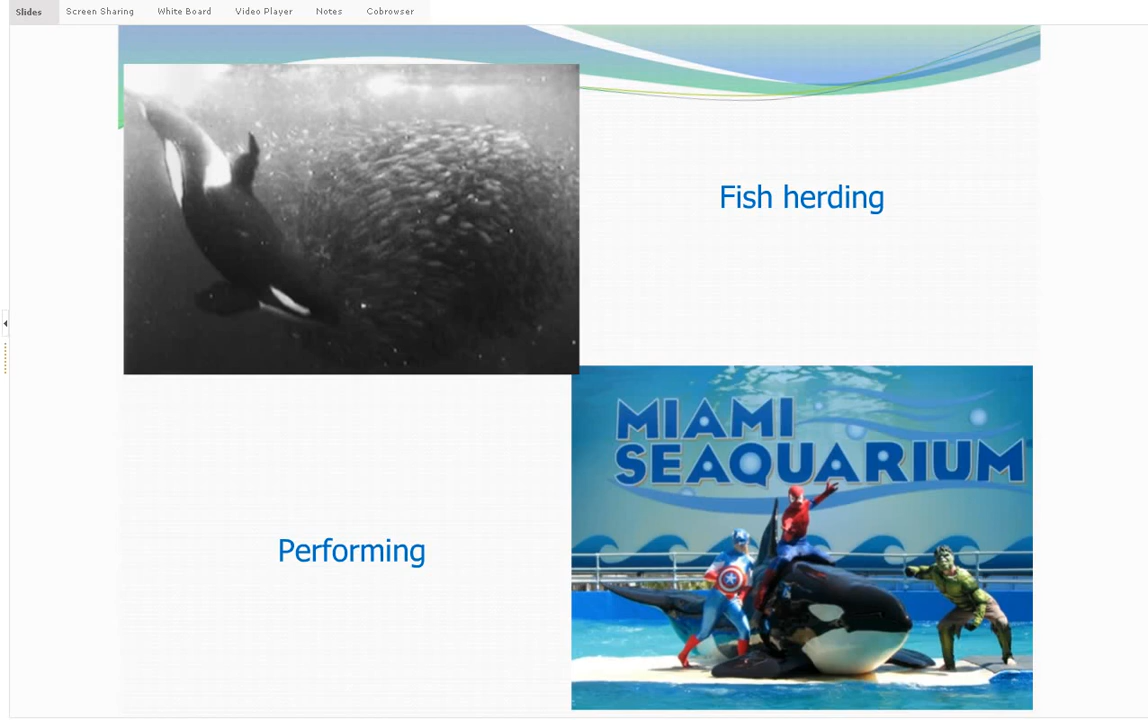 Slides
Screen Sharing
White Board
Video Player
Notes
Cobrowser
Fish herding
MIAMI
SEAQUARIUM
Performing